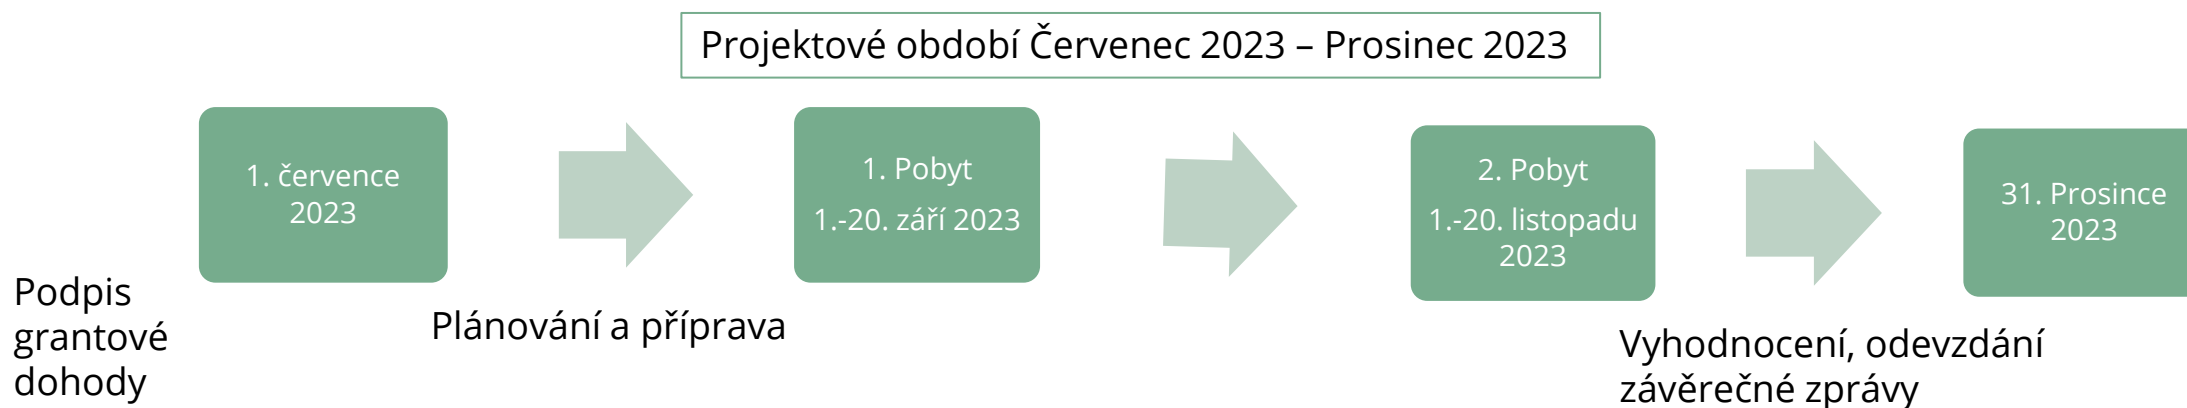 Projektové období Červenec 2023 – Prosinec 2023
1. července
2023
1. Pobyt
1.-20. září 2023
2. Pobyt
1.-20. listopadu
2023
31. Prosince
2023
Podpis
grantové
dohody
Plánování a příprava
Vyhodnocení, odevzdání
závěrečné zprávy